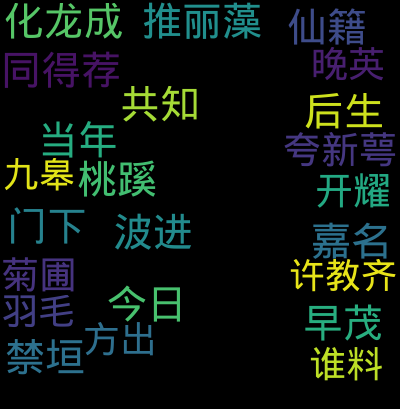 化龙成
推丽藻
仙籍
同得荐
晚英
共知
后生
当年
夸新萼
九皋
桃蹊
开耀
门下
波进
嘉名
菊圃
许教齐
羽毛
今日
早茂
禁垣
方出
谁料